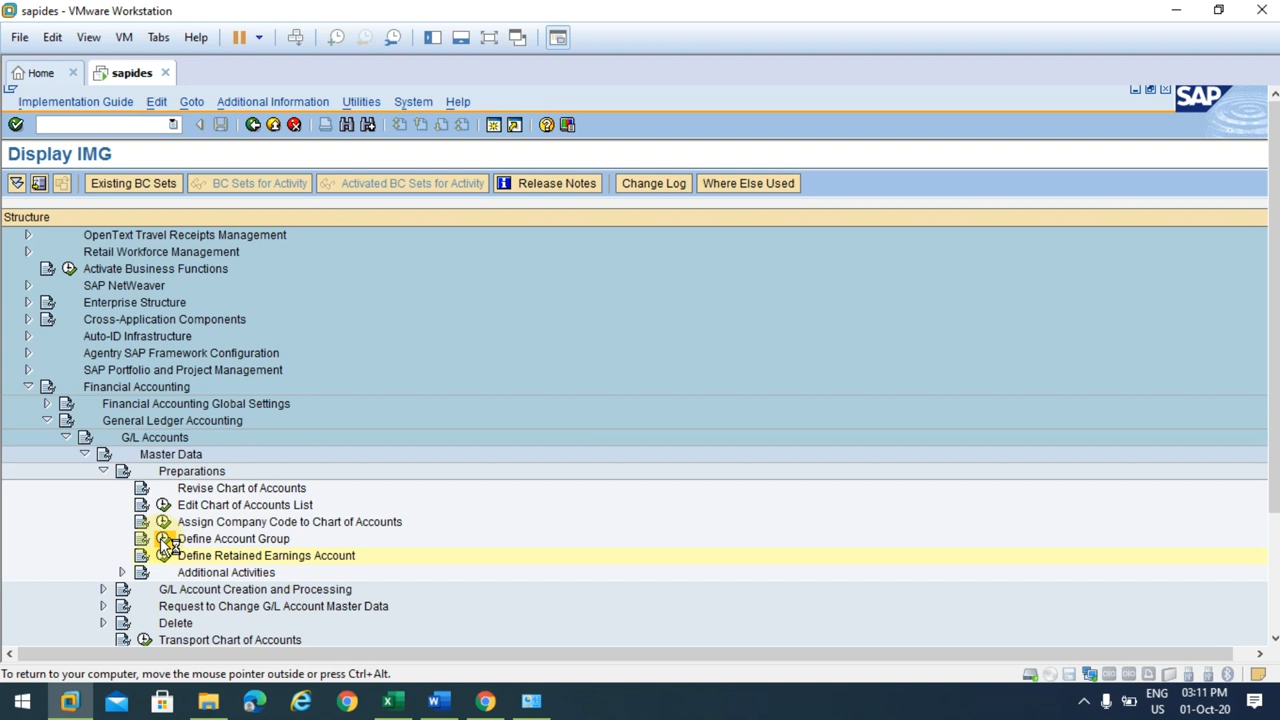 sapides - VMware Workstation
File Edit View VM Tabs Help
Home sapides
Implementation Guide Edit Goto Additional Information Utilities System Help
SAP
Display IMG
Existing BC Sets BC Sets for Activity Activated BC Sets for Activity Release Notes Change Log Where Else Used
Structure
OpenText Travel Receipts Management
Retail Workforce Management
Activate Business Functions
SAP NetWeaver
Enterprise Structure
Cross-Application Components
Auto-ID Infrastructure
Agentry SAP Framework Configuration
SAP Portfolio and Project Management
Financial Accounting
Financial Accounting Global Settings
General Ledger Accounting
G/L Accounts
Master Data
Preparations
Revise Chart of Accounts
Edit Chart of Accounts List
Assign Company Code to Chart of Accounts
Define Account Group
Define Retained Earnings Account
Additional Activities
G/L Account Creation and Processing
Request to Change G/L Account Master Data
Delete
Transport Chart of Accounts
To return to your computer, move the mouse pointer outside or press Ctrl+Alt.
ENG 03:11 PM
US 01-Oct-20